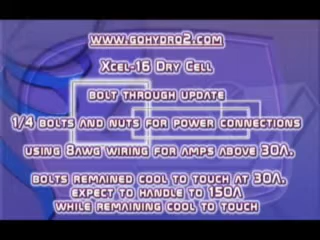 www.gohydro2.com
Xcel-16 Dry Cell
bolt through update
1/4 bolts and nuts for power connections
using 8awg wiring for amps above 30A.
bolts remained cool to touch at 30A.
expect to handle to 150A
while remaining cool to touch